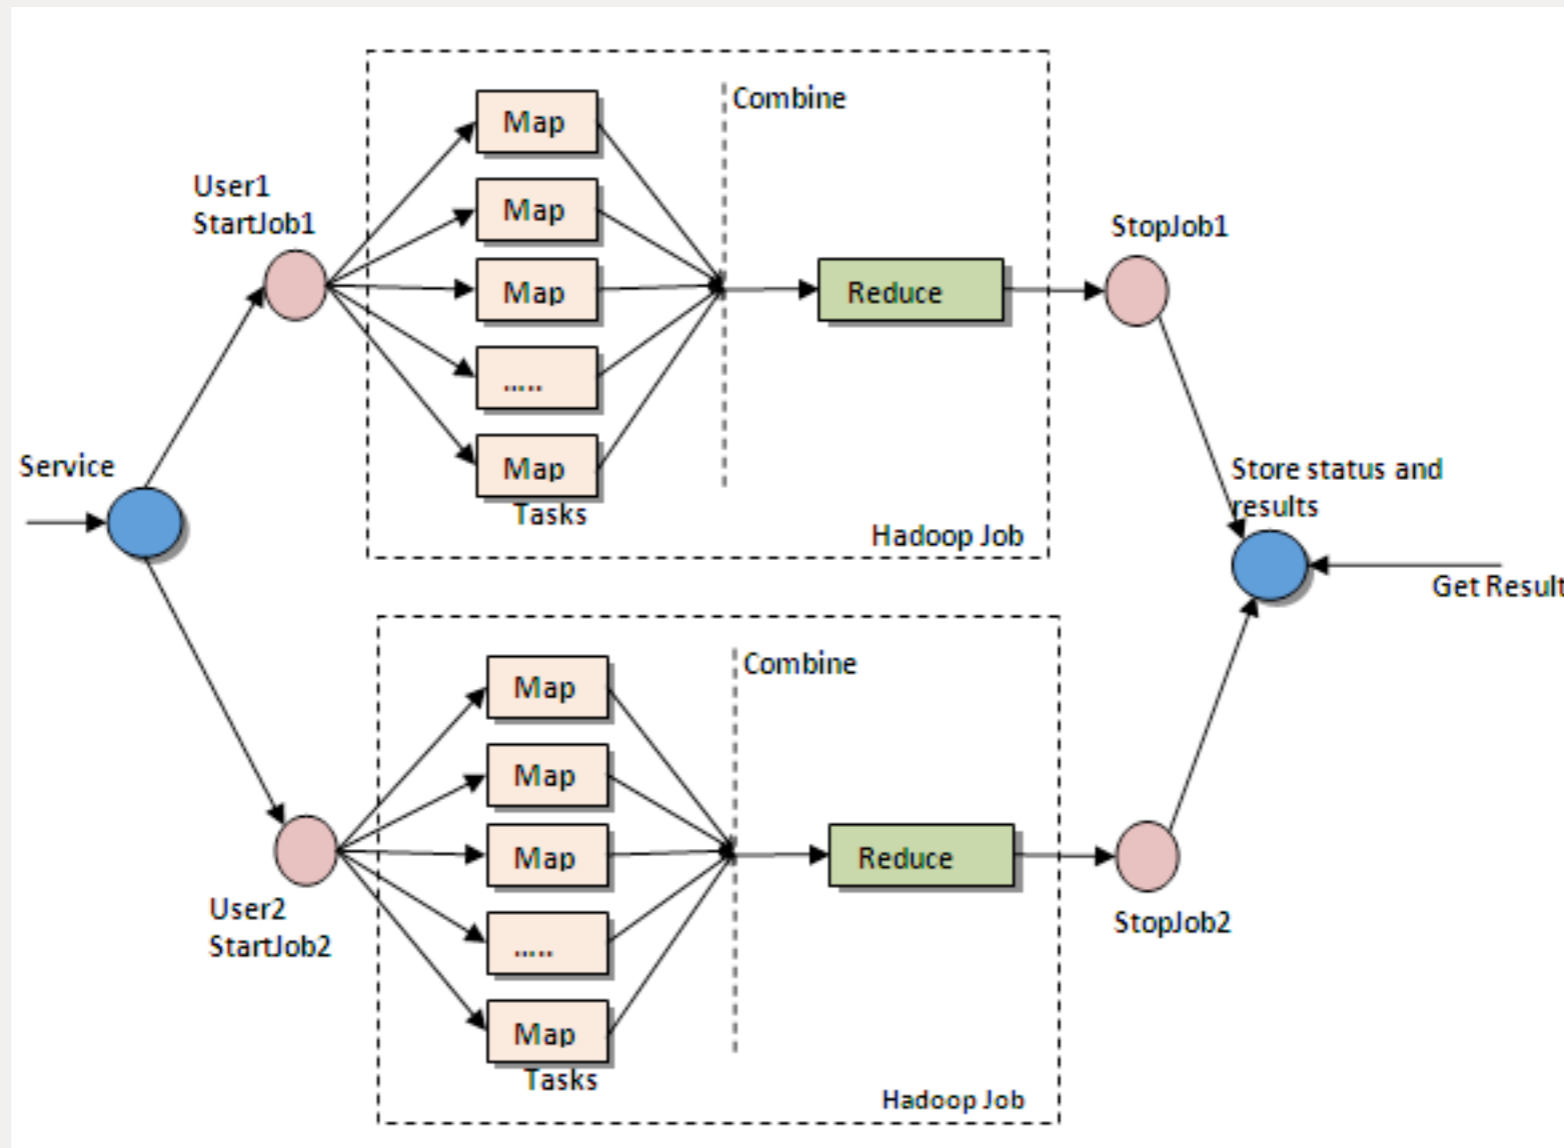 Combine
Map
User1
StartJob1
Map
StopJob1
Map
Reduce
.....
Map
Service
Tasks
Hadoop Job
Store status and
results
Get Result
Combine
Map
Map
Map
Reduce
User2
StartJob2
.....
StopJob2
Map
Tasks
Hadoop Job